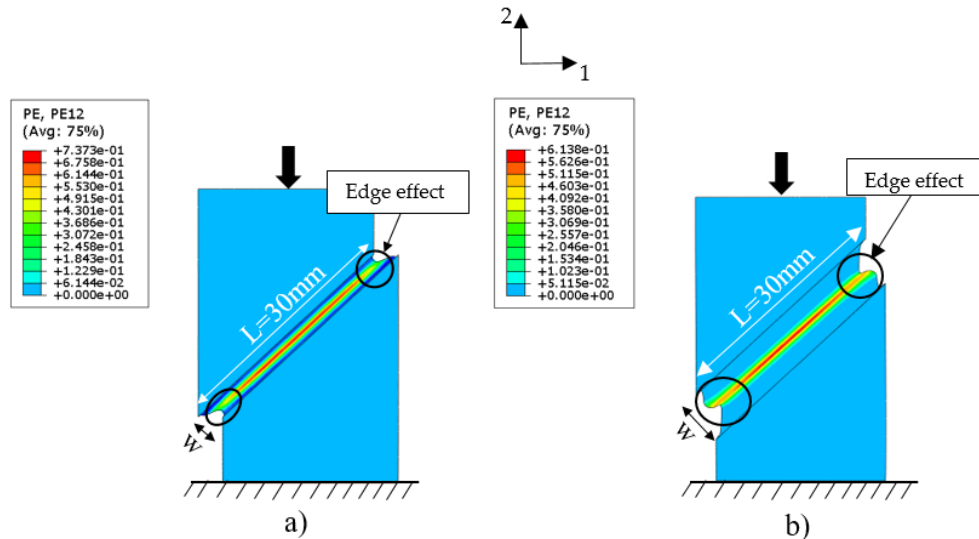 2
1
PE, PE12
(Avg: 75%)
+7.373e-01
+6.758e-01
+6.144e-01
+5.530e-01
+4.915e-01
+4.301e-01
+3.686e-01
+3.072e-01
+2.458e-01
+1.843e-01
+1.229e-01
+6.144e-02
+0.000e+00
Edge effect
L=30mm
w
a)
PE, PE12
(Avg: 75%)
+6.138e-01
+5.626e-01
+5.115e-01
+4.603e-01
+4.092e-01
+3.580e-01
+3.069e-01
+2.557e-01
+2.046e-01
+1.534e-01
+1.023e-01
+5.115e-02
+0.000e+00
Edge effect
L=30mm
w
b)